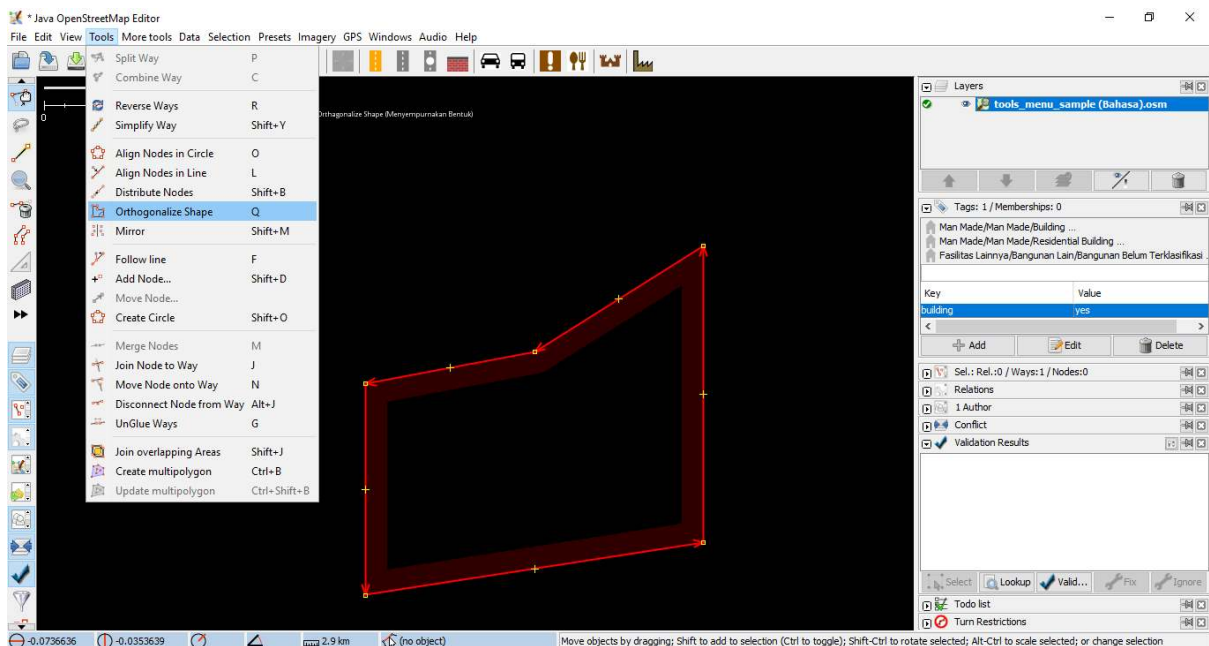 * Java OpenStreetMap Editor
File Edit View Tools More tools Data Selection Presets Imagery GPS Windows Audio Help
Split Way P
Combine Way C
Reverse Ways R
Simplify Way Shift+Y
Align Nodes in Circle O
Align Nodes in Line L
Distribute Nodes Shift+B
Orthogonalize Shape Q
Mirror Shift+M
Follow line F
Add Node... Shift+D
Move Node...
Create Circle Shift+O
Merge Nodes M
Join Node to Way J
Move Node onto Way N
Disconnect Node from Way Alt+J
UnGlue Ways G
Join overlapping Areas Shift+J
Create multipolygon Ctrl+B
Update multipolygon Ctrl+Shift+B
0
Orthagonalize Shape (Menyempurnakan Bentuk)
Layers
tools_menu_sample (Bahasa).osm
Tags: 1 / Memberships: 0
Man Made/Man Made/Building ...
Man Made/Man Made/Residential Building ...
Fasilitas Lainnya/Bangunan Lain/Bangunan Belum Terklasifikasi
Key Value
building yes
Add Edit Delete
Sel.: Rel.:0 / Ways:1 / Nodes:0
Relations
1 Author
Conflict
Validation Results
Select Lookup Valid... Fix Ignore
Todo list
Turn Restrictions
-0.0736636 -0.0353639 2.9 km (no object) Move objects by dragging; Shift to add to selection (Ctrl to toggle); Shift-Ctrl to rotate selected; Alt-Ctrl to scale selected; or change selection